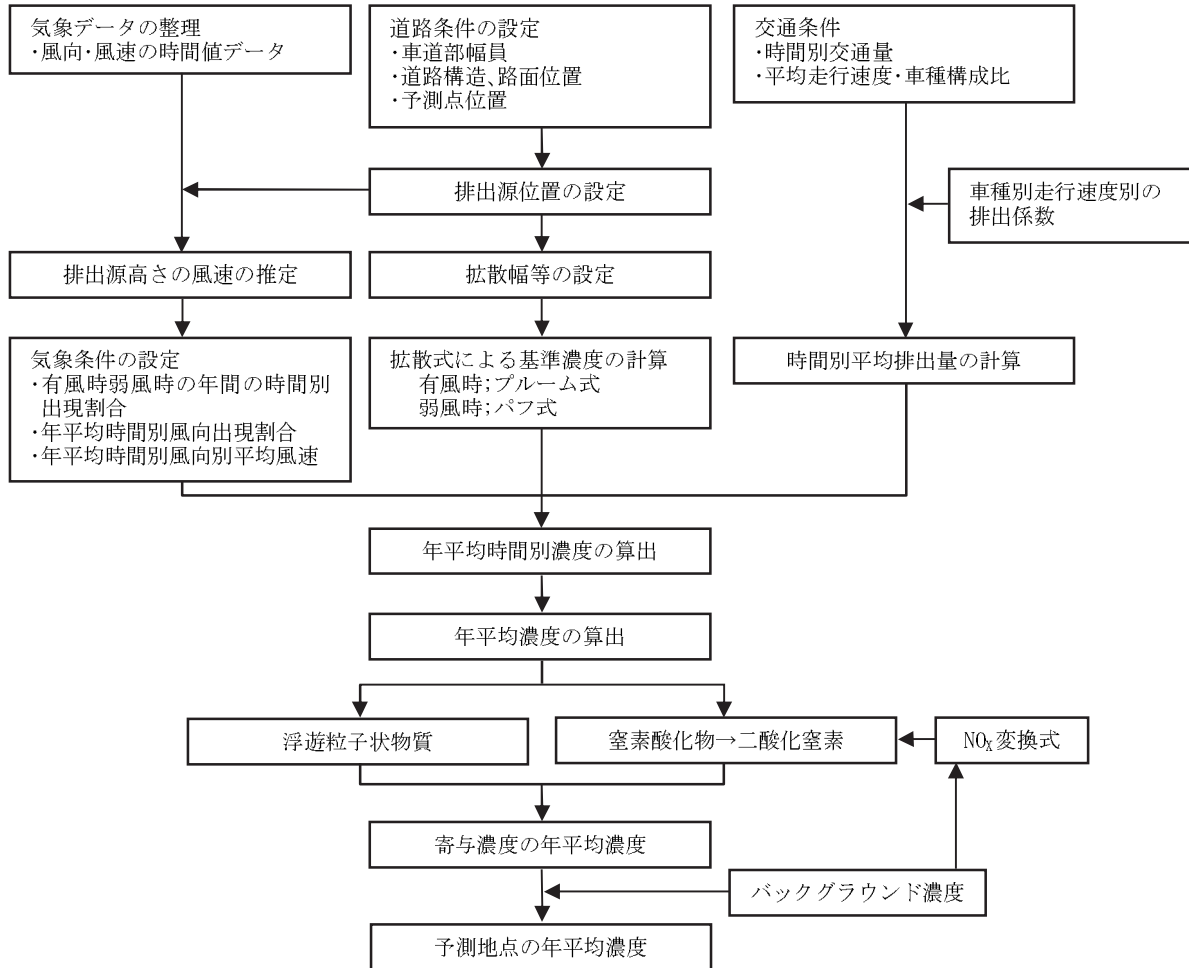 気象データの整理
・風向・風速の時間値データ
道路条件の設定
・車道部幅員
・道路構造、路面位置
・予測点位置
交通条件
・時間別交通量
・平均走行速度・車種構成比
排出源位置の設定
車種別走行速度別の
排出係数
排出源高さの風速の推定
拡散幅等の設定
気象条件の設定
・有風時弱風時の年間の時間別
出現割合
・年平均時間別風向出現割合
・年平均時間別風向別平均風速
拡散式による基準濃度の計算
有風時;プルーム式
弱風時;パフ式
時間別平均排出量の計算
年平均時間別濃度の算出
年平均濃度の算出
浮遊粒子状物質
窒素酸化物→二酸化窒素
NOX変換式
寄与濃度の年平均濃度
バックグラウンド濃度
予測地点の年平均濃度